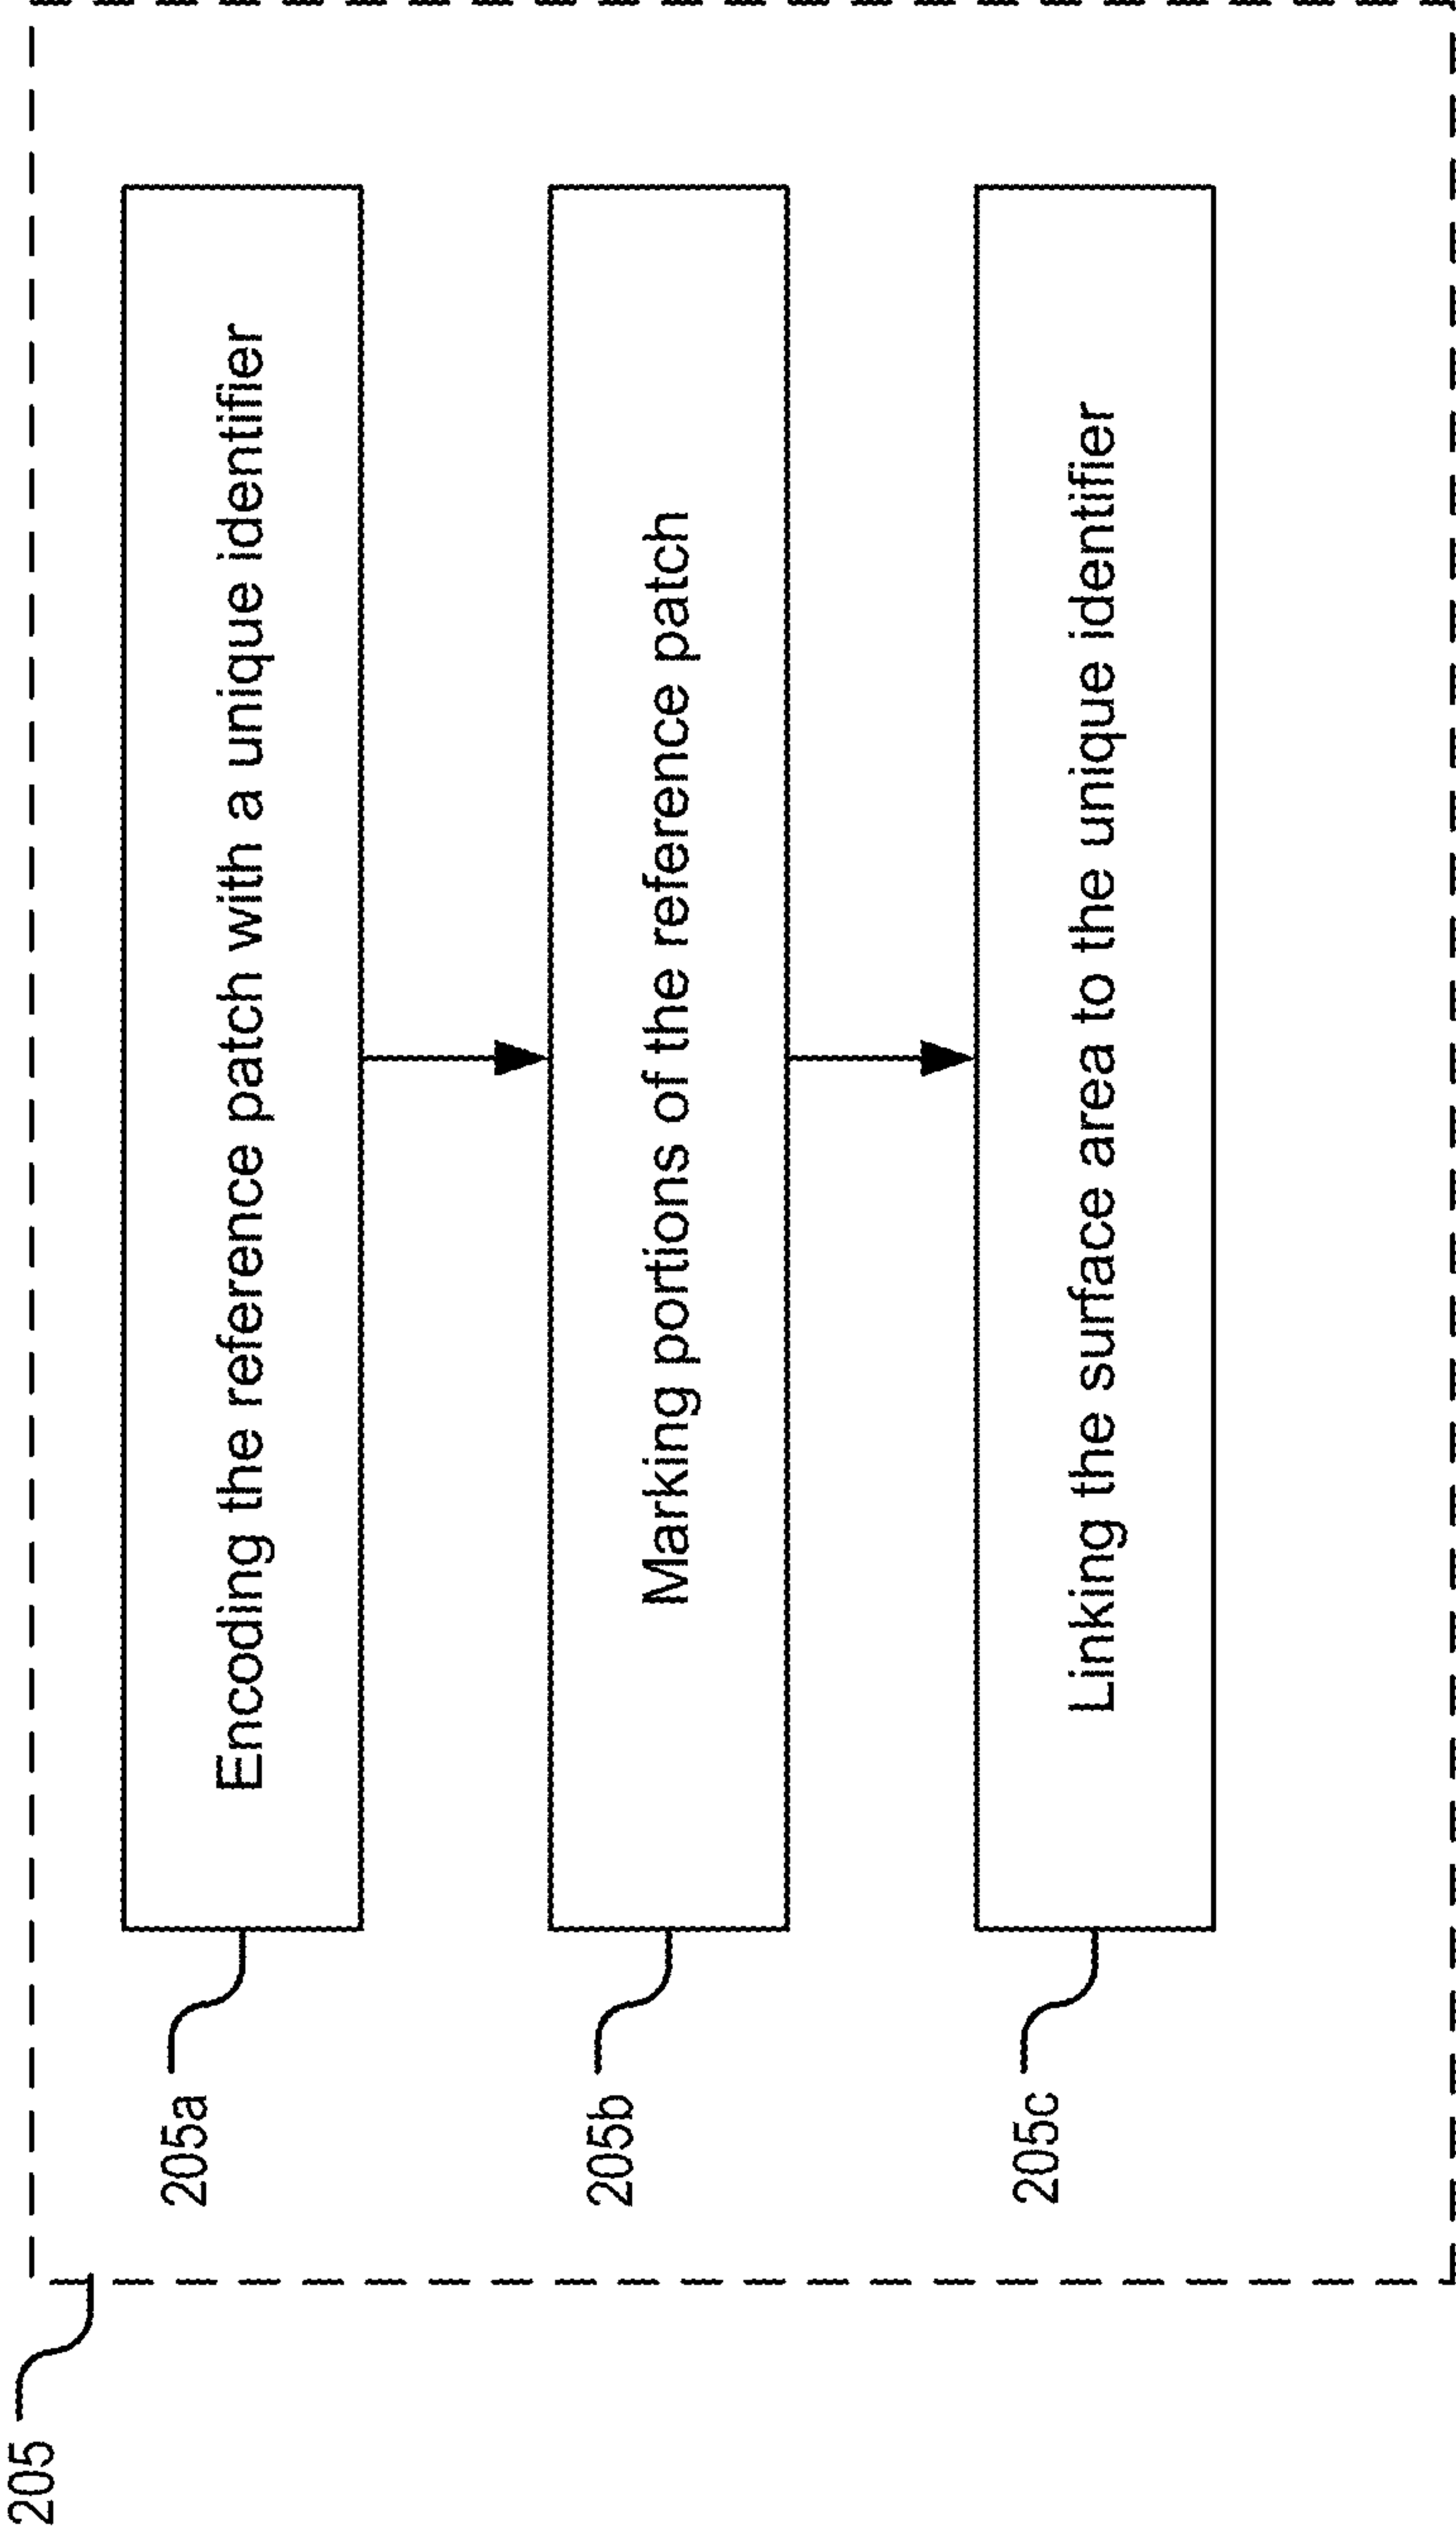 205
205a
Encoding the reference patch with a unique identifier
205b
Marking portions of the reference patch
205c
Linking the surface area to the unique identifier